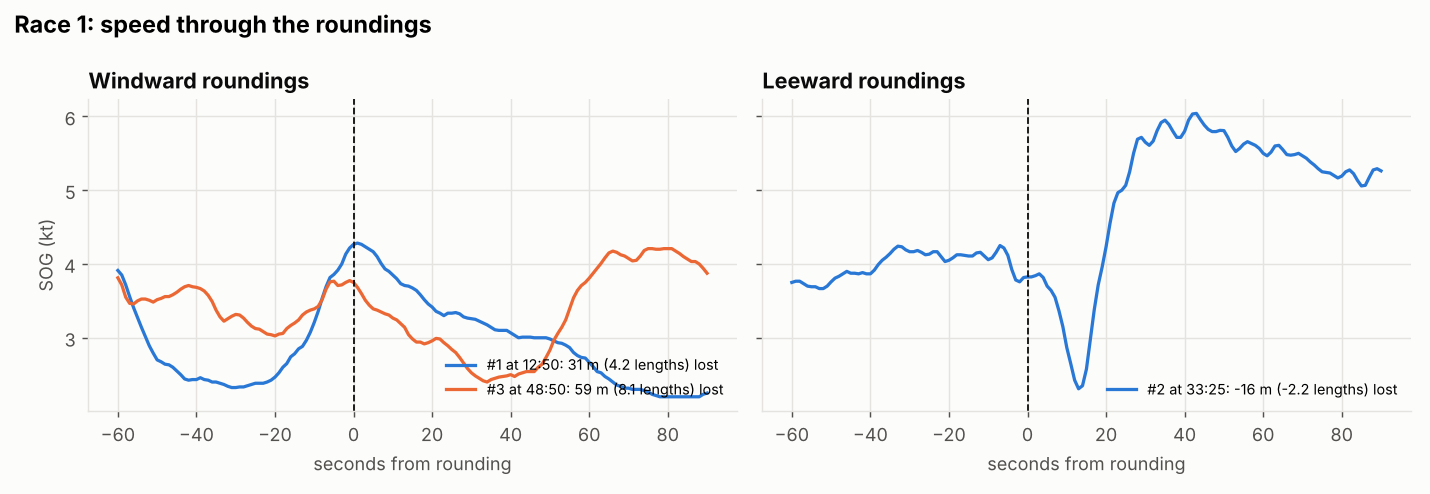 Race 1: speed through the roundings
Windward roundings
Leeward roundings
SOG (kt)
6
5
4
3
#1 at 12:50: 31 m (4.2 lengths) lost
#3 at 48:50: 59 m (8.1 lengths) lost
#2 at 33:25: -16 m (-2.2 lengths) lost
−60 −40 −20 0 20 40 60 80
−60 −40 −20 0 20 40 60 80
seconds from rounding
seconds from rounding